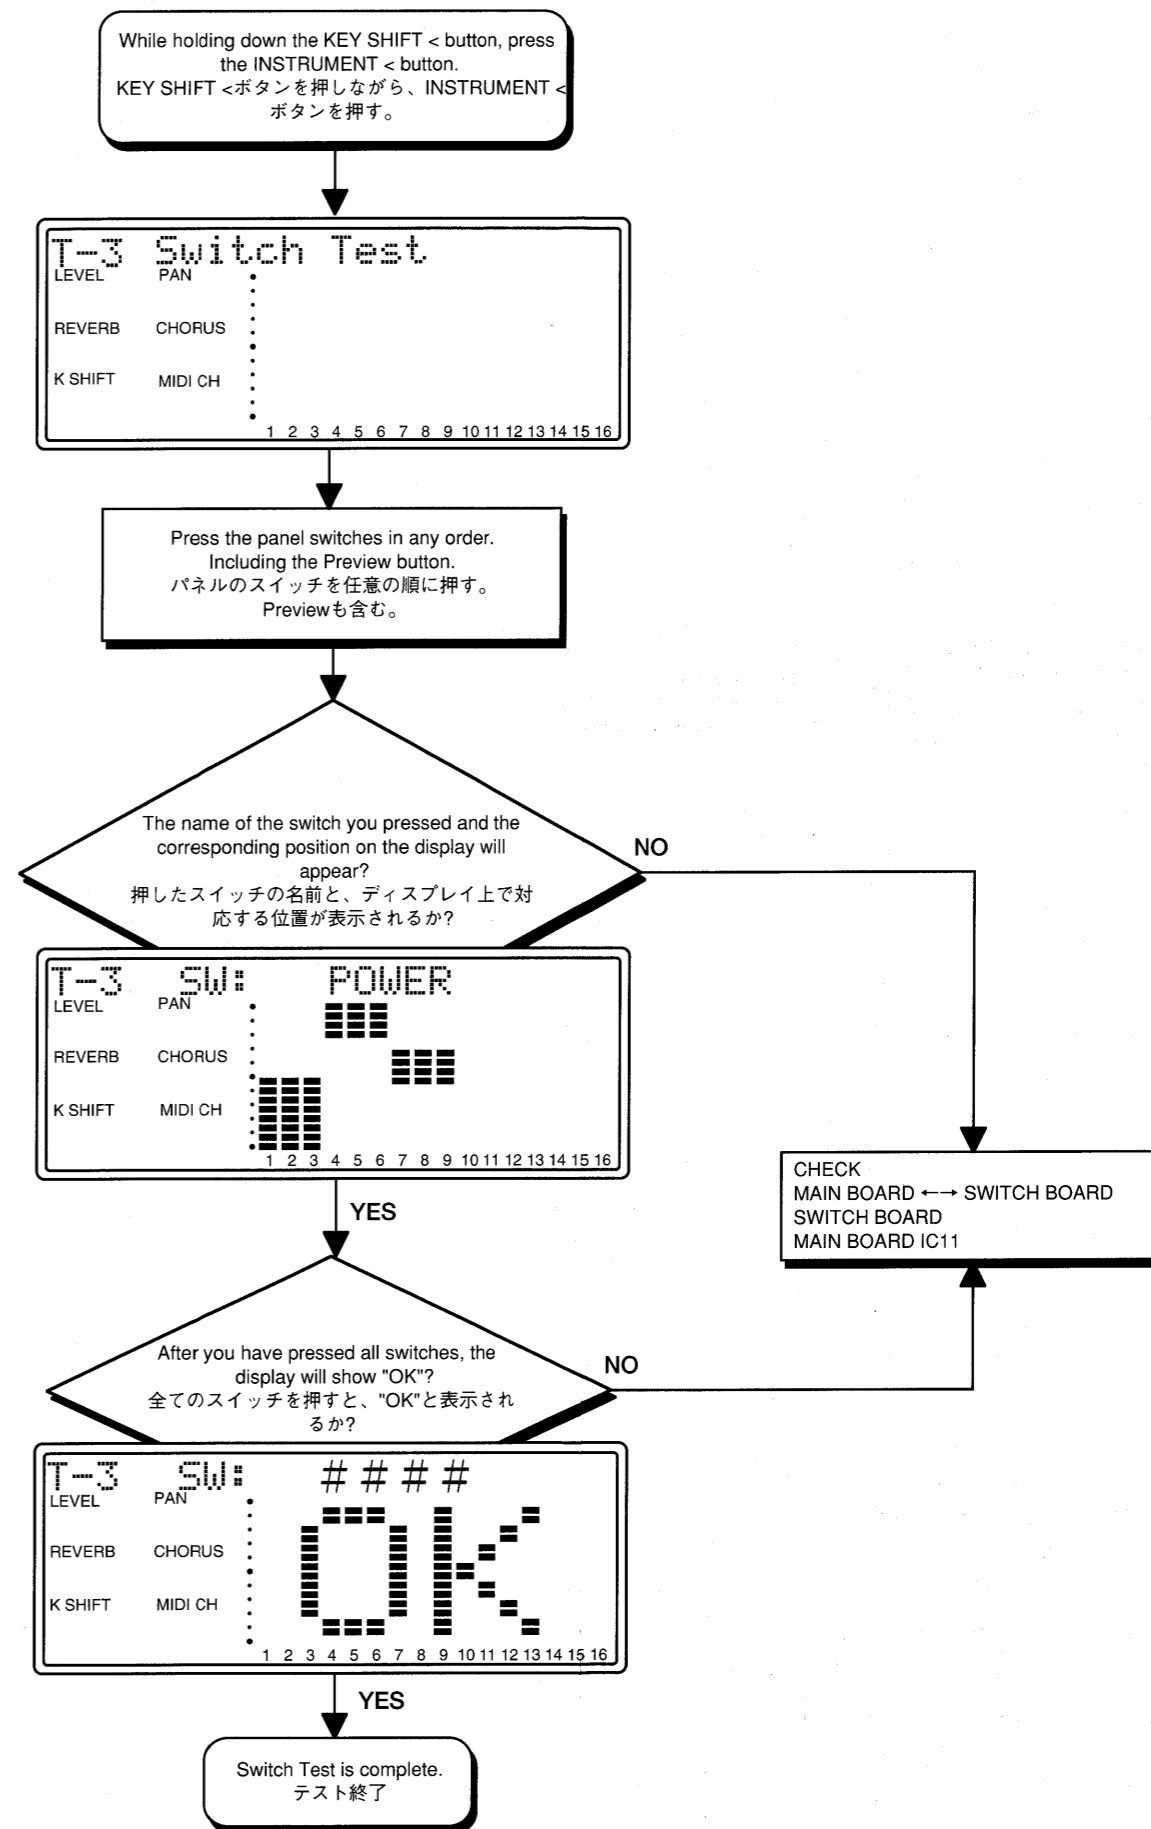 While holding down the KEY SHIFT < button, press
the INSTRUMENT < button.
KEY SHIFT <ボタンを押しながら、INSTRUMENT <
ボタンを押す。
T-3 Switch Test
LEVEL PAN
REVERB CHORUS
K SHIFT MIDI CH
1 2 3 4 5 6 7 8 9 10 11 12 13 14 15 16
Press the panel switches in any order.
Including the Preview button.
パネルのスイッチを任意の順に押す。
Previewも含む。
The name of the switch you pressed and the
corresponding position on the display will
appear?
押したスイッチの名前と、ディスプレイ上で対
応する位置が表示されるか?
NO
T-3 SW: POWER
LEVEL PAN
REVERB CHORUS
K SHIFT MIDI CH
1 2 3 4 5 6 7 8 9 10 11 12 13 14 15 16
CHECK
MAIN BOARD ←→ SWITCH BOARD
SWITCH BOARD
MAIN BOARD IC11
YES
After you have pressed all switches, the
display will show "OK"?
全てのスイッチを押すと、"OK"と表示され
るか?
NO
T-3 SW: # # # #
LEVEL PAN
OK
REVERB CHORUS
K SHIFT MIDI CH
1 2 3 4 5 6 7 8 9 10 11 12 13 14 15 16
YES
Switch Test is complete.
テスト終了